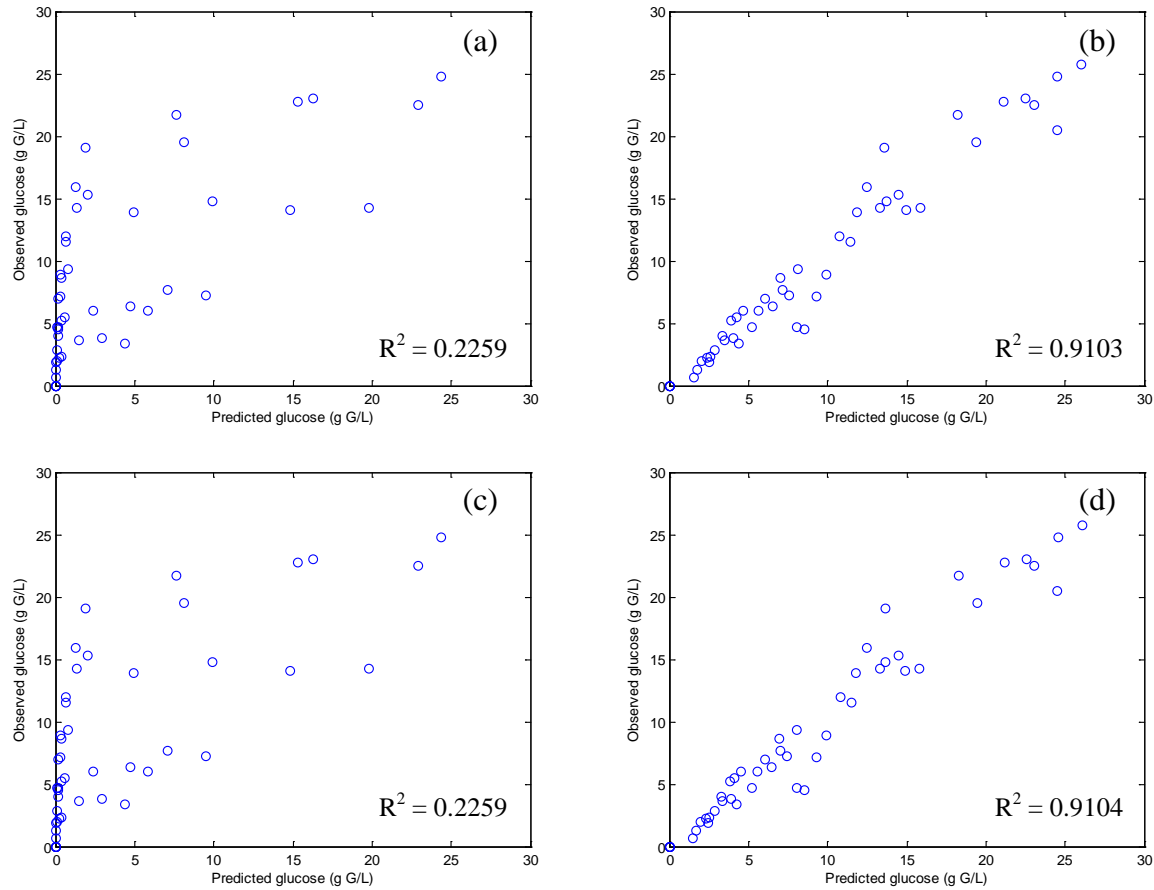 30
25
20
15
10
5
0
0 5 10 15 20 25 30
Observed glucose (g G/L)
Predicted glucose (g G/L)
(a)
R² = 0.2259
30
25
20
15
10
5
0
0 5 10 15 20 25 30
Observed glucose (g G/L)
Predicted glucose (g G/L)
(b)
R² = 0.9103
30
25
20
15
10
5
0
0 5 10 15 20 25 30
Observed glucose (g G/L)
Predicted glucose (g G/L)
(c)
R² = 0.2259
30
25
20
15
10
5
0
0 5 10 15 20 25 30
Observed glucose (g G/L)
Predicted glucose (g G/L)
(d)
R² = 0.9104